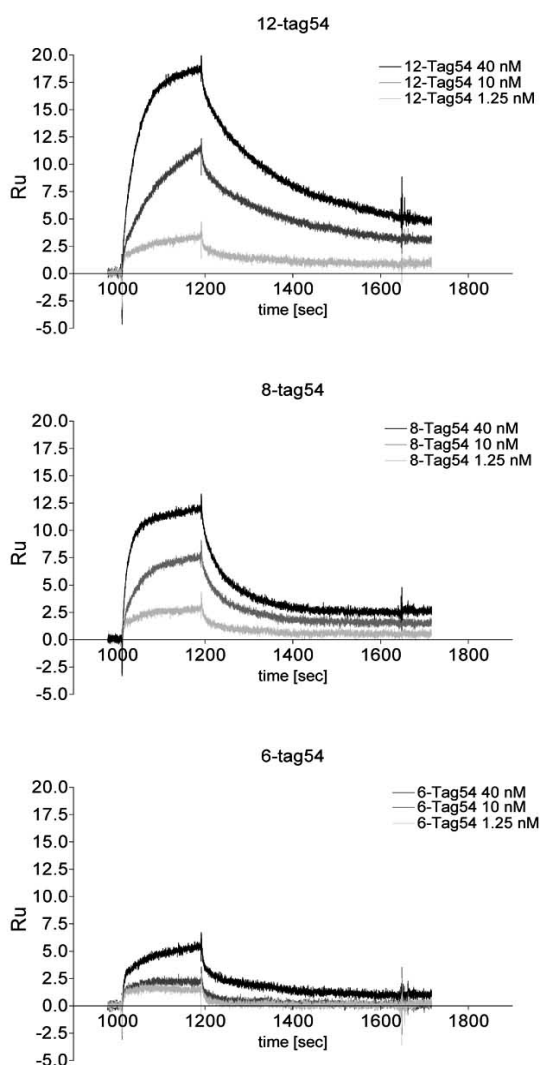 12-tag54
20.0
17.5
15.0
12.5
10.0
7.5
5.0
2.5
0.0
-2.5
-5.0
Ru
12-Tag54 40 nM
12-Tag54 10 nM
12-Tag54 1.25 nM
1000 1200 1400 1600 1800
time [sec]
8-tag54
20.0
17.5
15.0
12.5
10.0
7.5
5.0
2.5
0.0
-2.5
-5.0
Ru
8-Tag54 40 nM
8-Tag54 10 nM
8-Tag54 1.25 nM
1000 1200 1400 1600 1800
time [sec]
6-tag54
20.0
17.5
15.0
12.5
10.0
7.5
5.0
2.5
0.0
-2.5
-5.0
Ru
6-Tag54 40 nM
6-Tag54 10 nM
6-Tag54 1.25 nM
1000 1200 1400 1600 1800
time [sec]